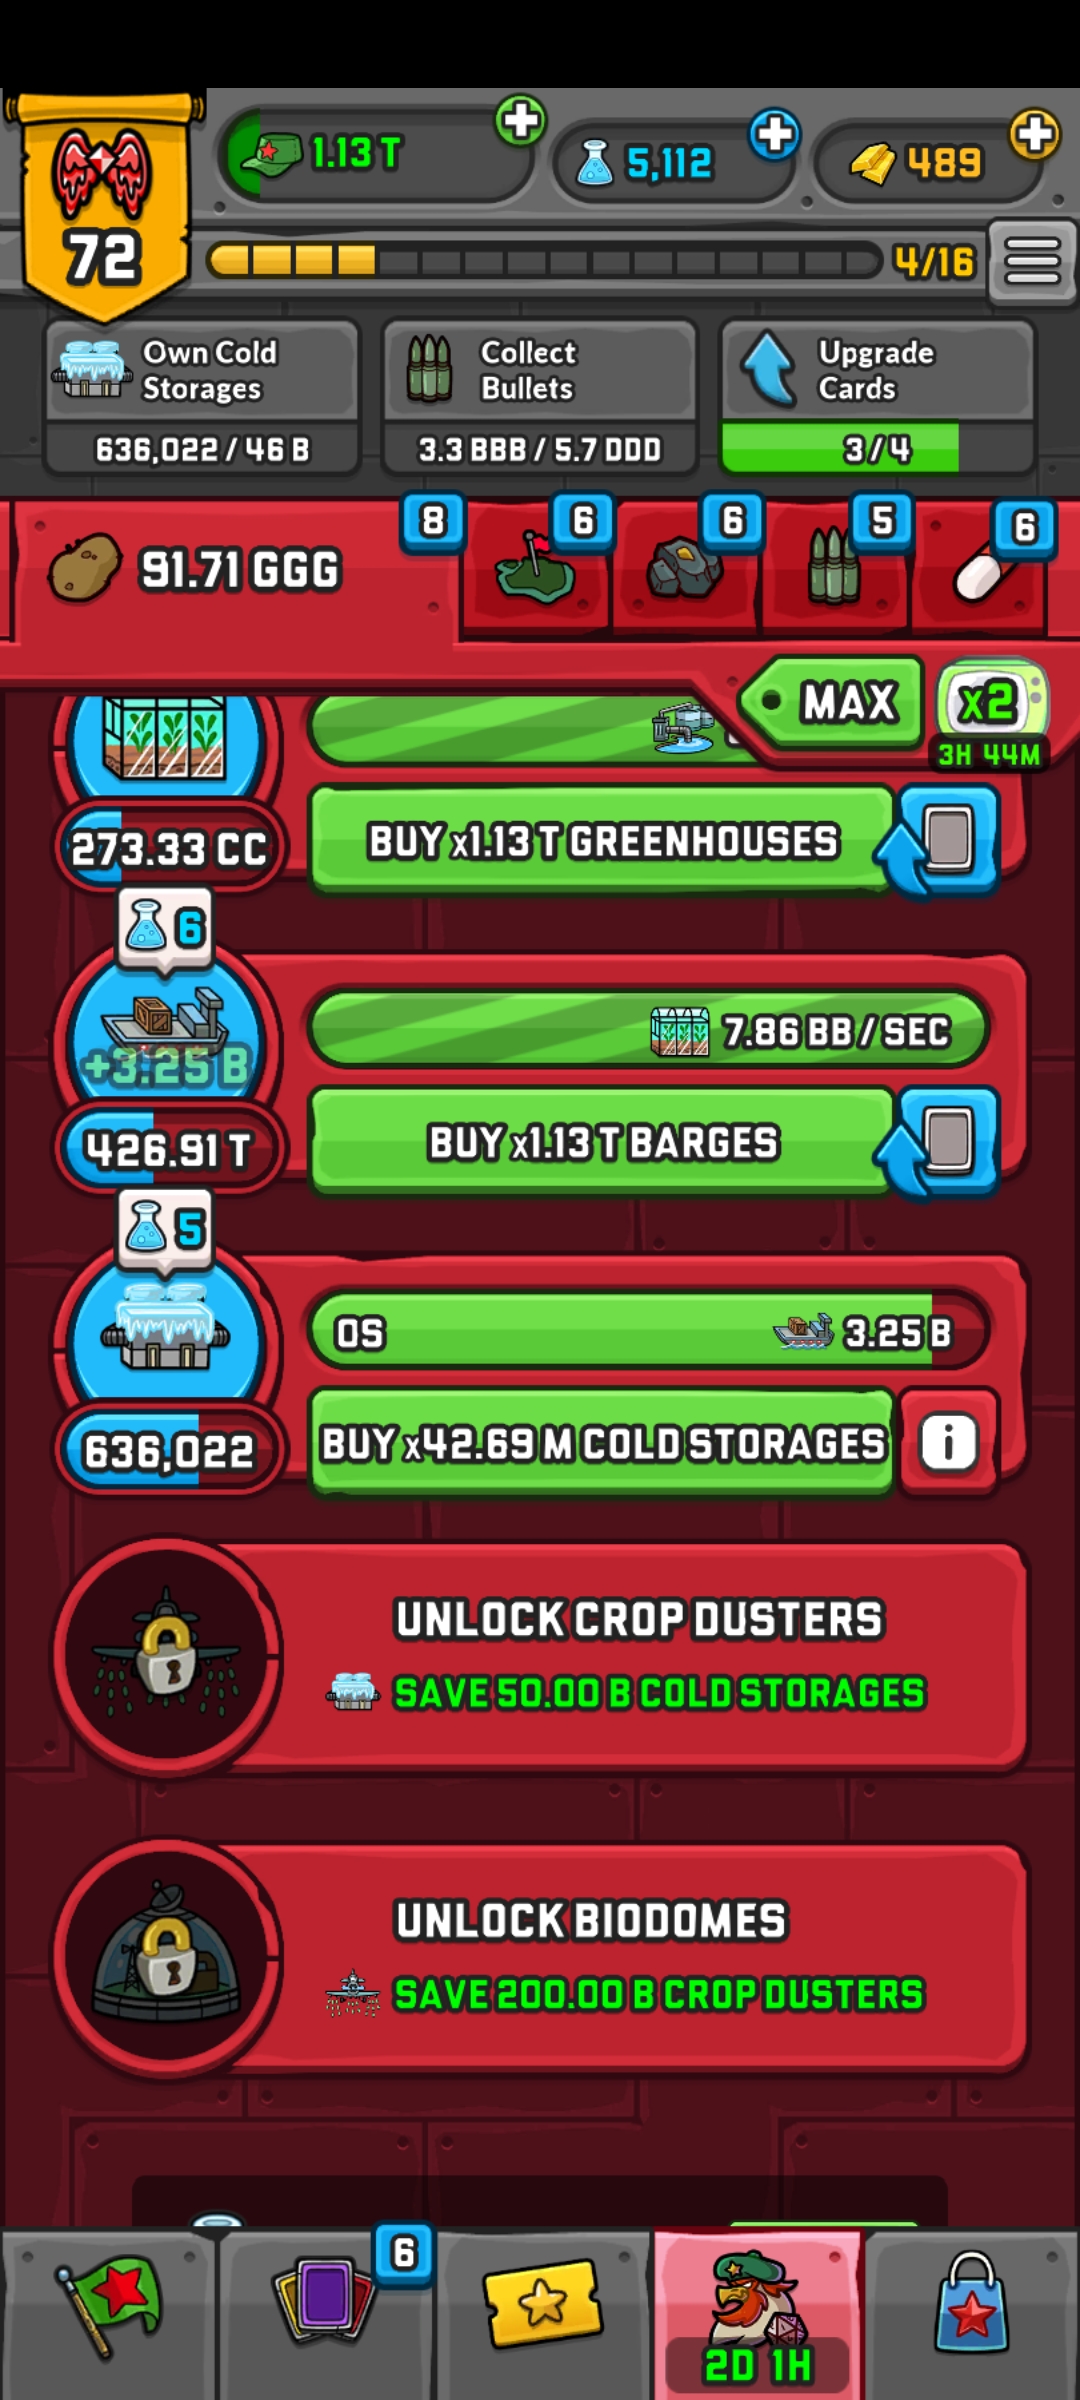 1.13 T
5,112
489
72
4/16
Own Cold
Storages
636,022 / 46 B
Collect
Bullets
3.3 BBB / 5.7 DDD
Upgrade
Cards
3 / 4
91.71 GGG
8
6
6
5
6
MAX
x2
3H 44M
273.33 CC
BUY x1.13 T GREENHOUSES
6
+3.25 B
7.86 BB / SEC
426.91 T
BUY x1.13 T BARGES
5
0S
3.25 B
636,022
BUY x42.69 M COLD STORAGES
i
UNLOCK CROP DUSTERS
SAVE 50.00 B COLD STORAGES
UNLOCK BIODOMES
SAVE 200.00 B CROP DUSTERS
6
2D 1H